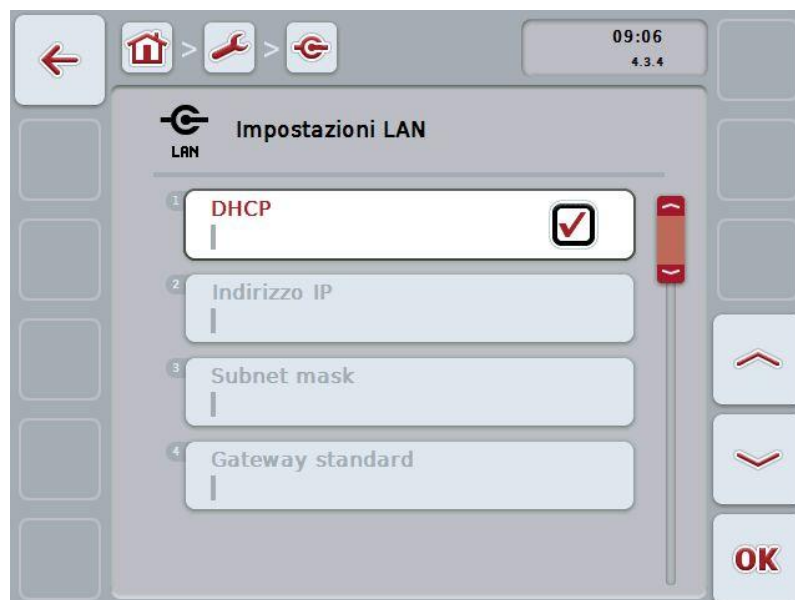 > >
09:06
4.3.4
LAN
Impostazioni LAN
1
DHCP
2
Indirizzo IP
3
Subnet mask
4
Gateway standard
OK